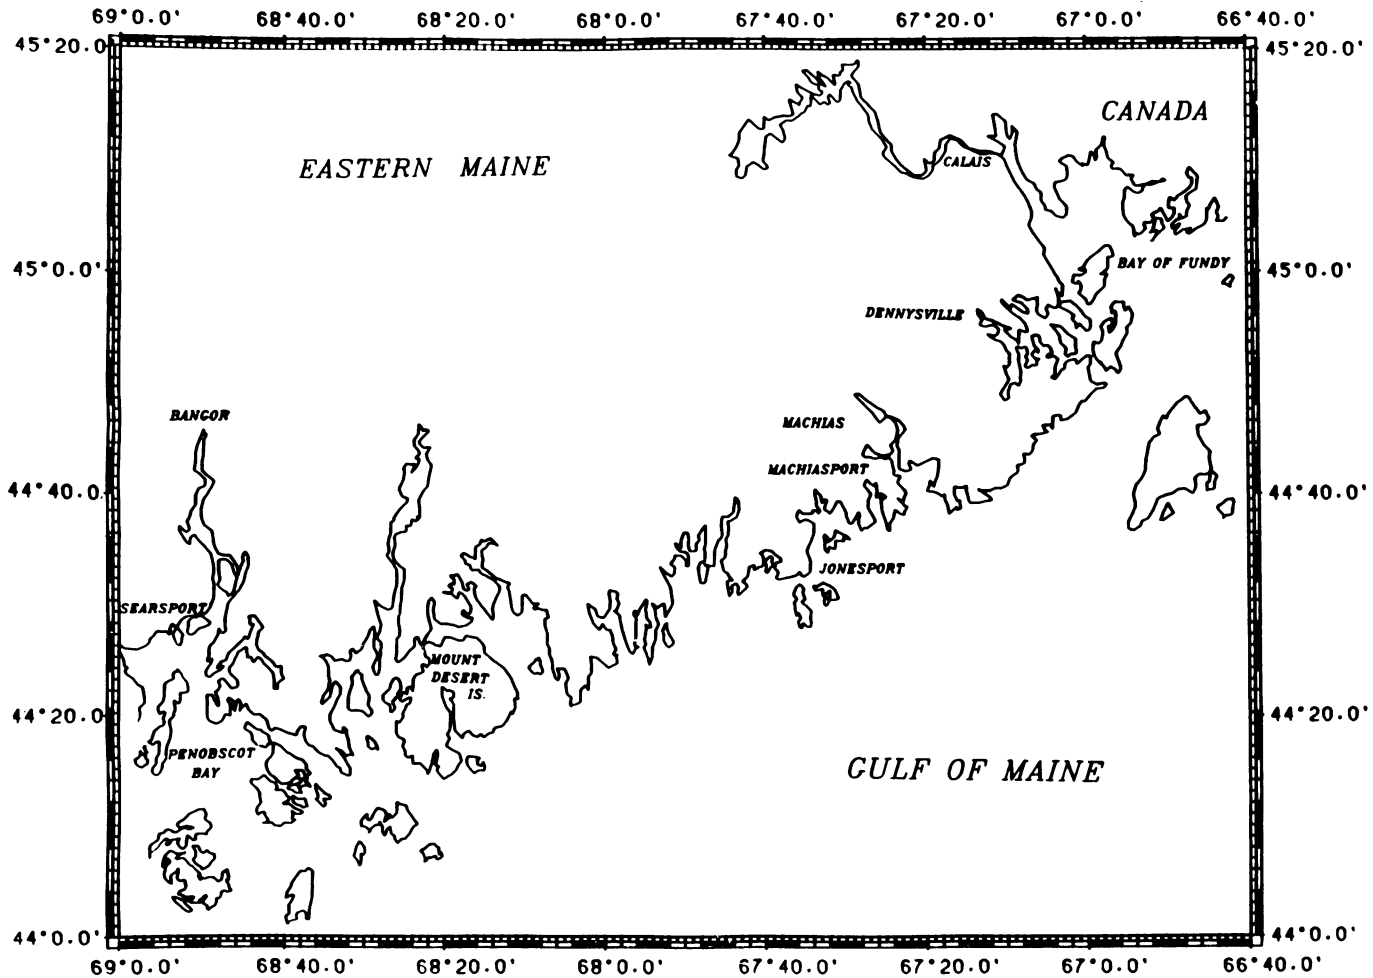 69°0.0' 68°40.0' 68°20.0' 68°0.0' 67°40.0' 67°20.0' 67°0.0' 66°40.0'
45°20.0' 45°20.0'
CANADA
EASTERN MAINE
CALAIS
45°0.0' 45°0.0'
BAY OF FUNDY
DENNYSVILLE
BANGOR
MACHIAS
MACHIASPORT
44°40.0 44°40.0'
JONESPORT
SEARSPORT
MOUNT
DESERT
IS.
44°20.0 44°20.0'
PENOBSCOT
BAY
GULF OF MAINE
44°0.0' 44°0.0'
69°0.0' 68°40.0' 68°20.0' 68°0.0' 67°40.0' 67°20.0' 67°0.0' 66°40.0'